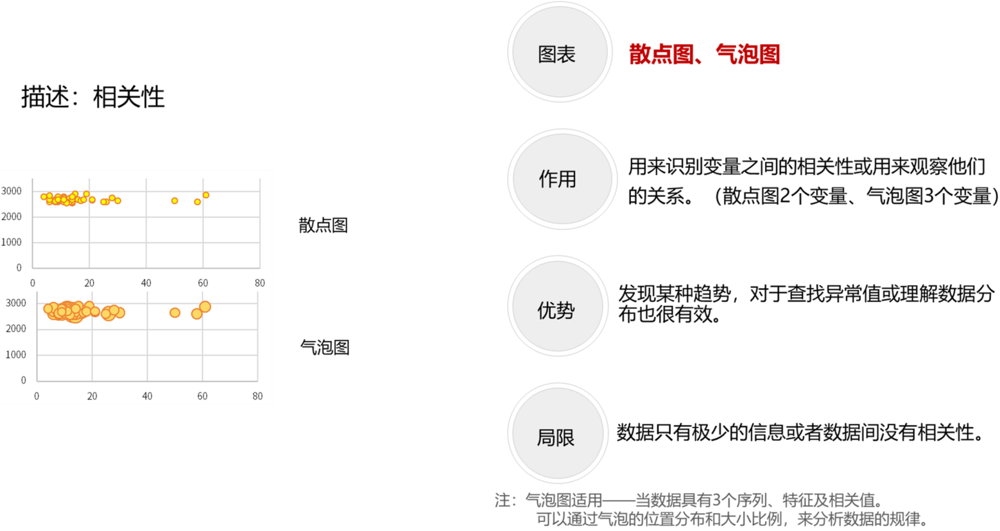 描述：相关性
3000
2000
1000
0
0 20 40 60 80
散点图
3000
2000
1000
0
0 20 40 60 80
气泡图
图表
散点图、气泡图
作用
用来识别变量之间的相关性或用来观察他们
的关系。（散点图2个变量、气泡图3个变量）
优势
发现某种趋势，对于查找异常值或理解数据分
布也很有效。
局限
数据只有极少的信息或者数据间没有相关性。
注：气泡图适用——当数据具有3个序列、特征及相关值。
可以通过气泡的位置分布和大小比例，来分析数据的规律。